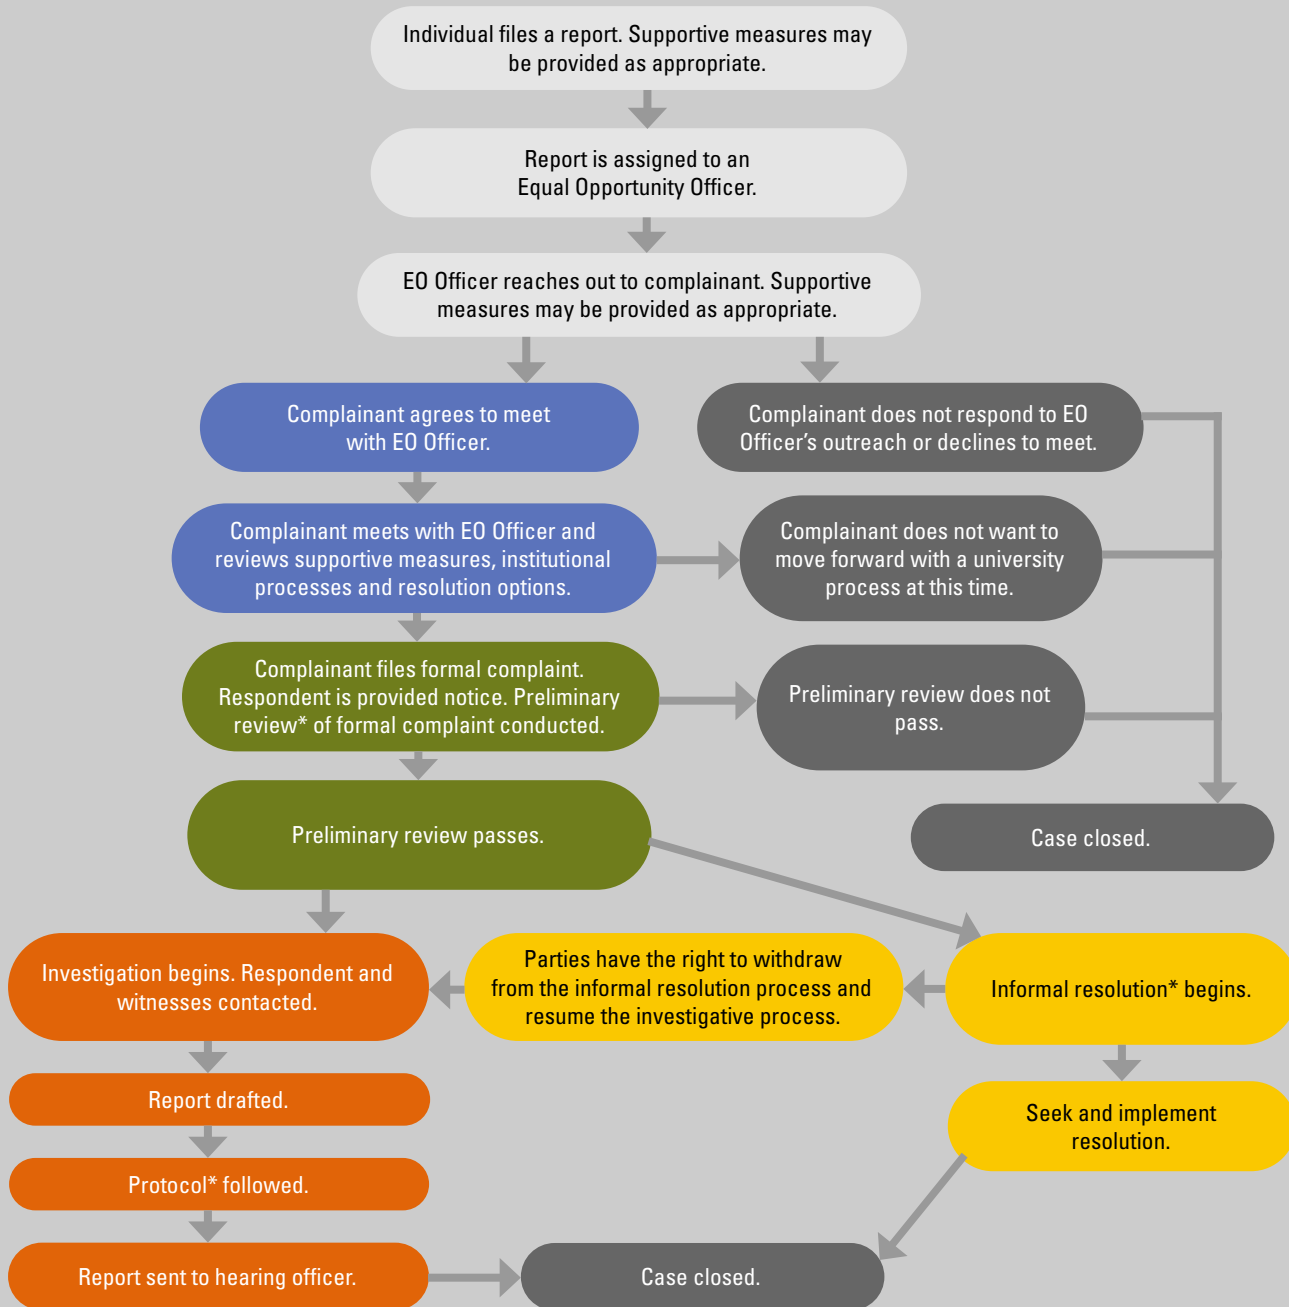 Individual files a report. Supportive measures may
be provided as appropriate.
Report is assigned to an
Equal Opportunity Officer.
EO Officer reaches out to complainant. Supportive
measures may be provided as appropriate.
Complainant agrees to meet
with EO Officer.
Complainant does not respond to EO
Officer’s outreach or declines to meet.
Complainant meets with EO Officer and
reviews supportive measures, institutional
processes and resolution options.
Complainant does not want to
move forward with a university
process at this time.
Complainant files formal complaint.
Respondent is provided notice. Preliminary
review* of formal complaint conducted.
Preliminary review does not
pass.
Preliminary review passes.
Case closed.
Investigation begins. Respondent and
witnesses contacted.
Parties have the right to withdraw
from the informal resolution process and
resume the investigative process.
Informal resolution* begins.
Report drafted.
Seek and implement
resolution.
Protocol* followed.
Report sent to hearing officer.
Case closed.